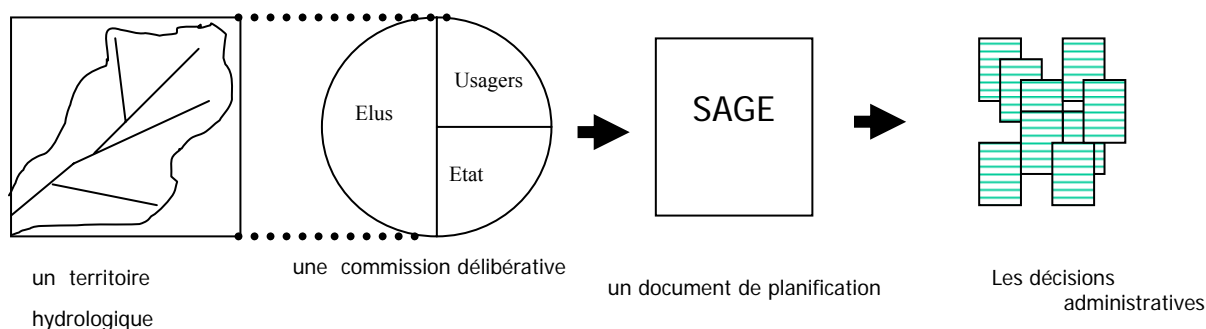 Elus
Usagers
Etat
SAGE
un territoire
hydrologique
une commission délibérative
un document de planification
Les décisions
administratives